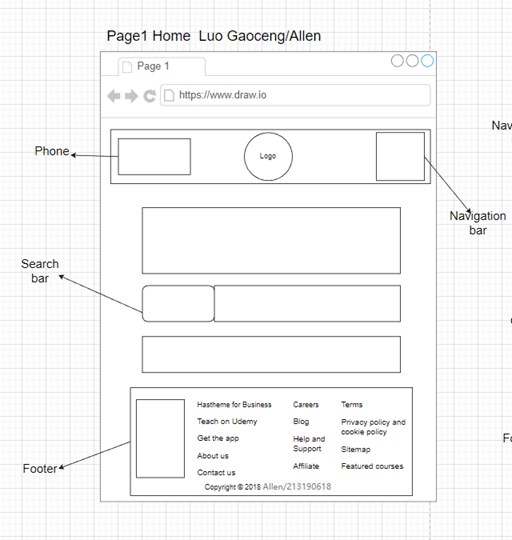 Page1 Home  Luo Gaoceng/Allen
Page 1
https://www.draw.io
Nav
Phone
Logo
Navigation
bar
Search
bar
Hastheme for Business
Careers
Terms
Teach on Udemy
Blog
Privacy policy and
cookie policy
Get the app
Help and
Support
About us
Sitemap
Contact us
Affiliate
Featured courses
Footer
Copyright © 2018 Allen/213190618
Fo